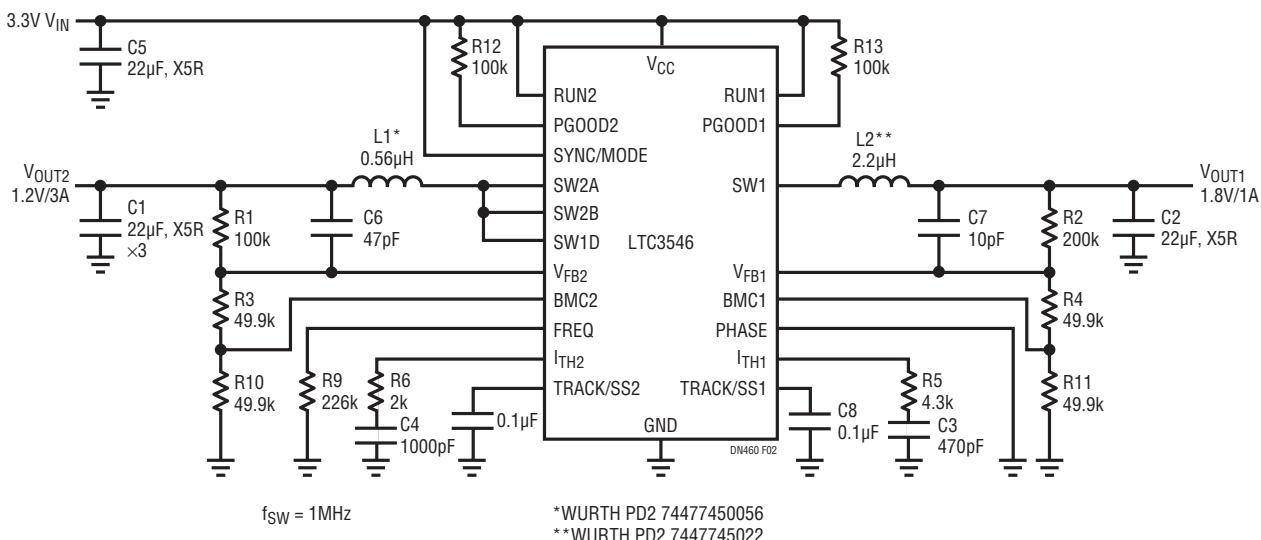 3.3V VIN
C5
22µF, X5R
R12
100k
R13
100k
VCC
RUN2
RUN1
PGOOD2
PGOOD1
SYNC/MODE
L1*
0.56µH
L2**
2.2µH
VOUT2
1.2V/3A
SW2A
SW1
VOUT1
1.8V/1A
C1
22µF, X5R
×3
R1
100k
C6
47pF
SW2B
SW1D
LTC3546
C7
10pF
R2
200k
C2
22µF, X5R
VFB2
VFB1
R3
49.9k
BMC2
BMC1
R4
49.9k
FREQ
PHASE
ITH2
ITH1
R10
49.9k
R9
226k
R6
2k
TRACK/SS2
TRACK/SS1
R5
4.3k
R11
49.9k
C4
1000pF
0.1µF
GND
C8
0.1µF
C3
470pF
DN460 F02
fSW = 1MHz
*WURTH PD2 74477450056
**WURTH PD2 7447745022